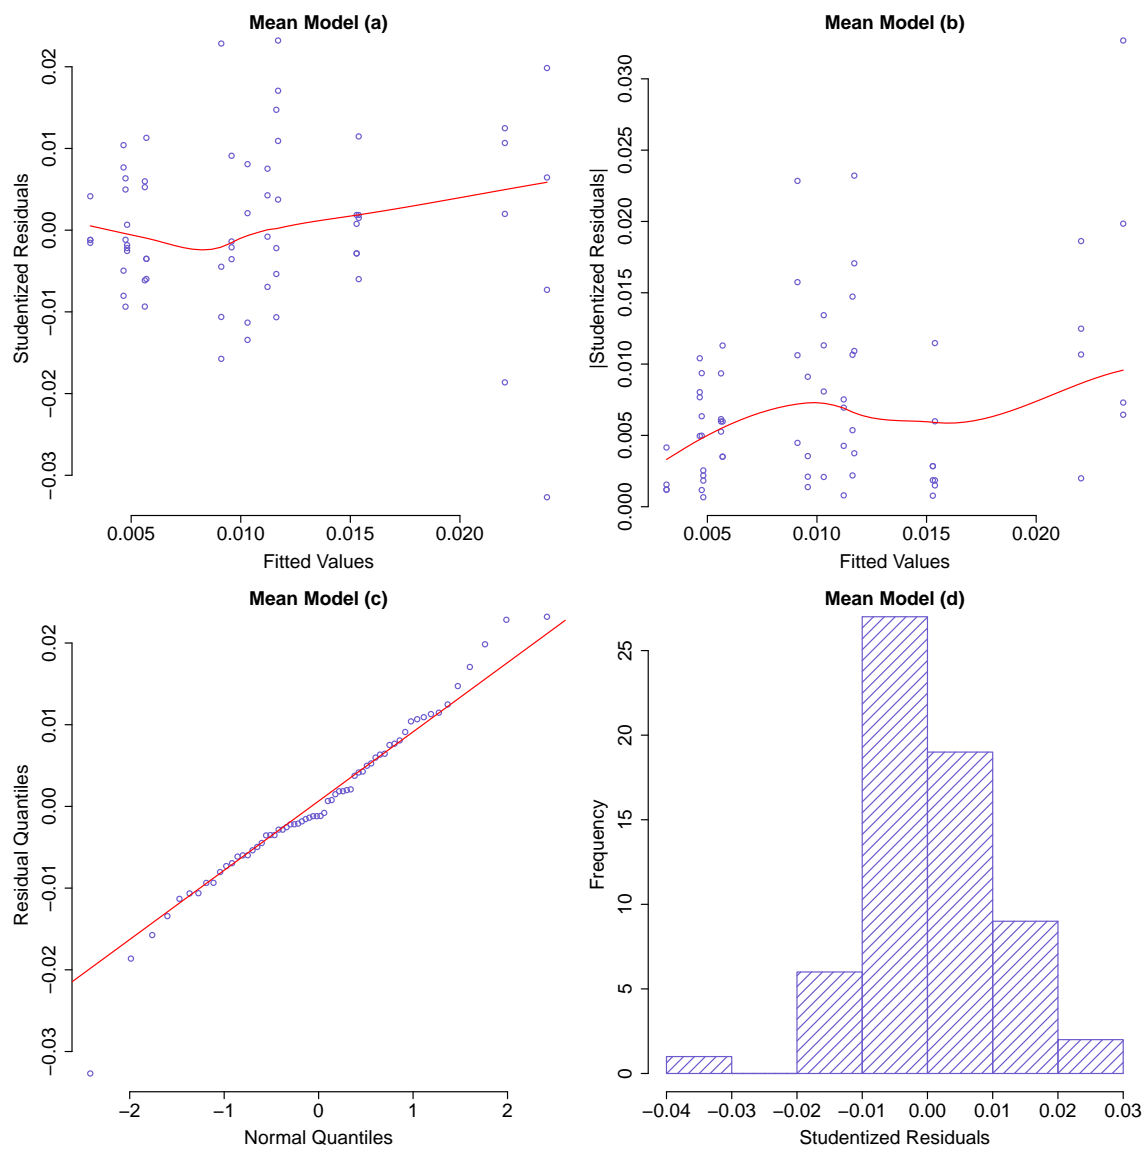 Mean Model (a)
Studentized Residuals
0.02
0.01
0.00
−0.01
−0.02
−0.03
0.005 0.010 0.015 0.020
Fitted Values
Mean Model (b)
|Studentized Residuals|
0.030
0.025
0.020
0.015
0.010
0.005
0.000
0.005 0.010 0.015 0.020
Fitted Values
Mean Model (c)
Residual Quantiles
0.02
0.01
0.00
−0.01
−0.02
−0.03
−2 −1 0 1 2
Normal Quantiles
Mean Model (d)
Frequency
25
20
15
10
5
0
−0.04 −0.03 −0.02 −0.01 0.00 0.01 0.02 0.03
Studentized Residuals